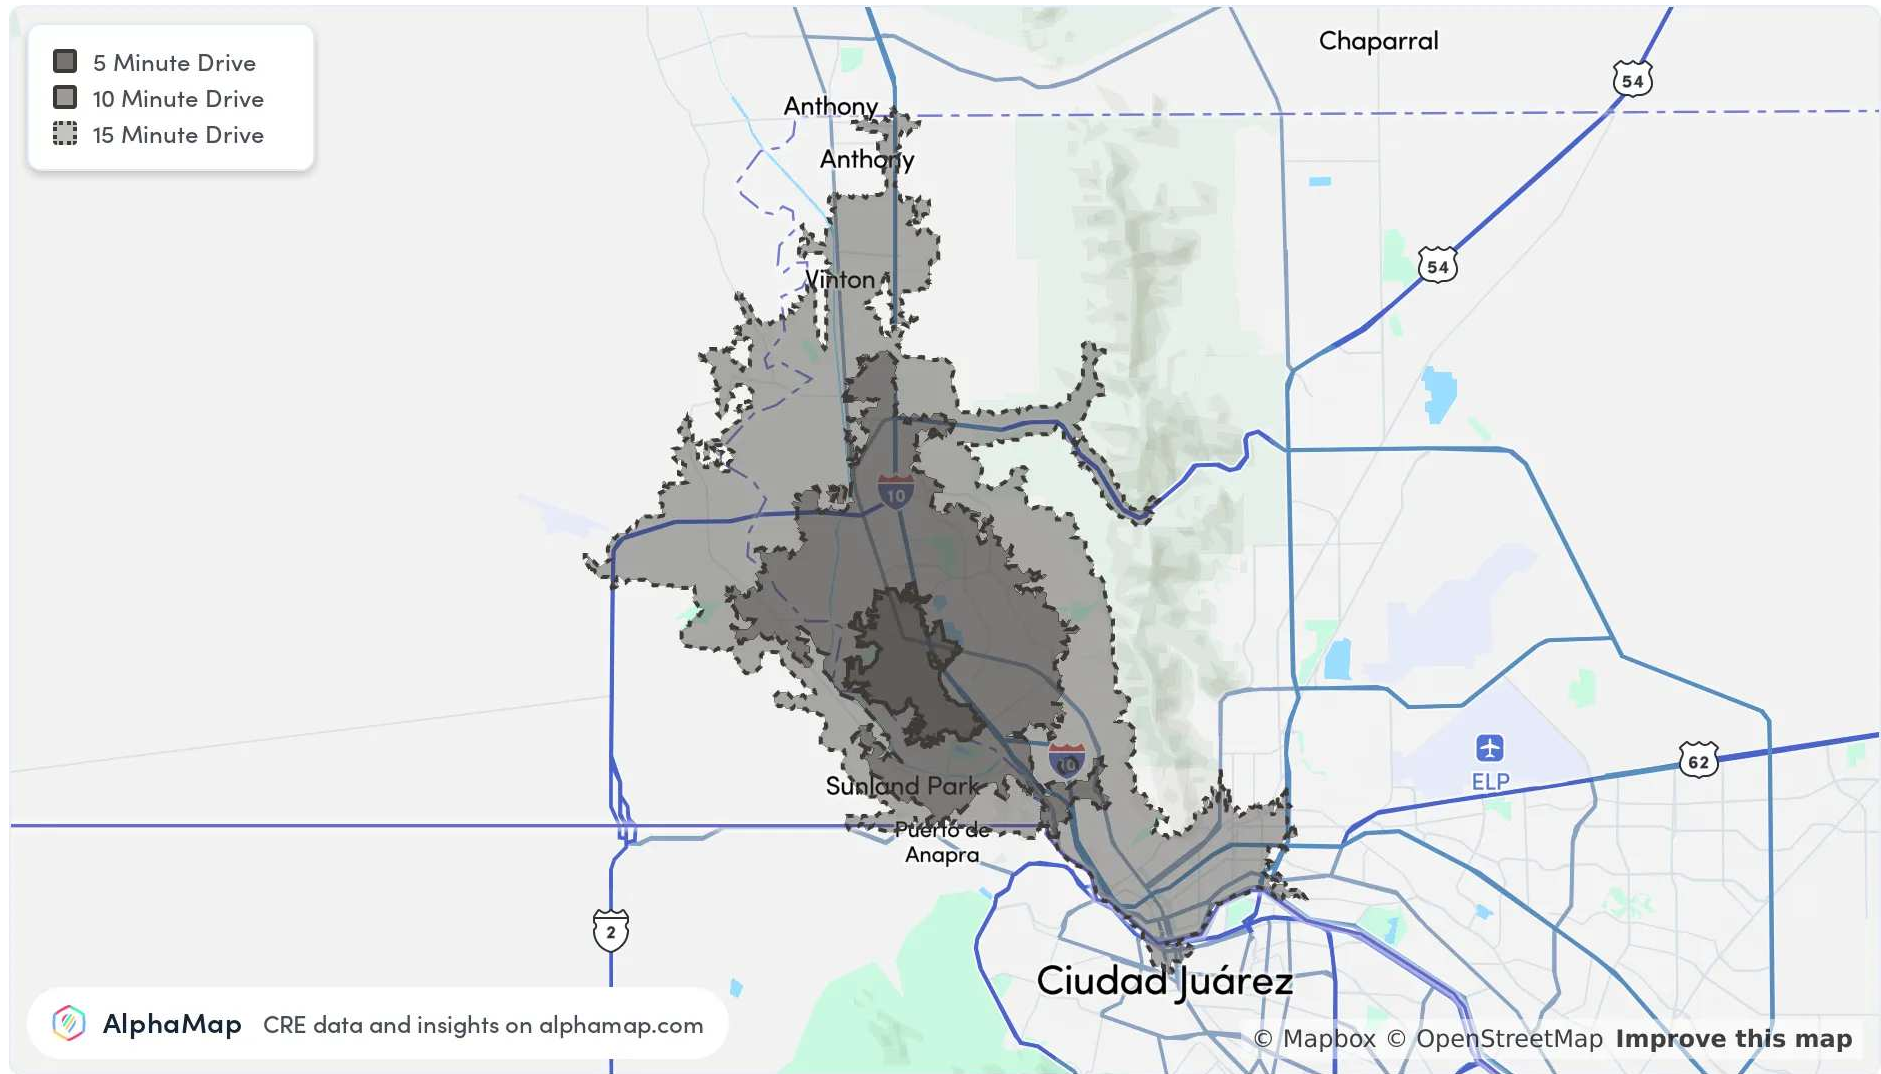 5 Minute Drive
10 Minute Drive
15 Minute Drive
Chaparral
54
Anthony
Anthony
54
Vinton
10
10
62
ELP
Sunland Park
Puerto de
Anapra
2
Ciudad Juárez
AlphaMap CRE data and insights on alphamap.com
© Mapbox © OpenStreetMap Improve this map